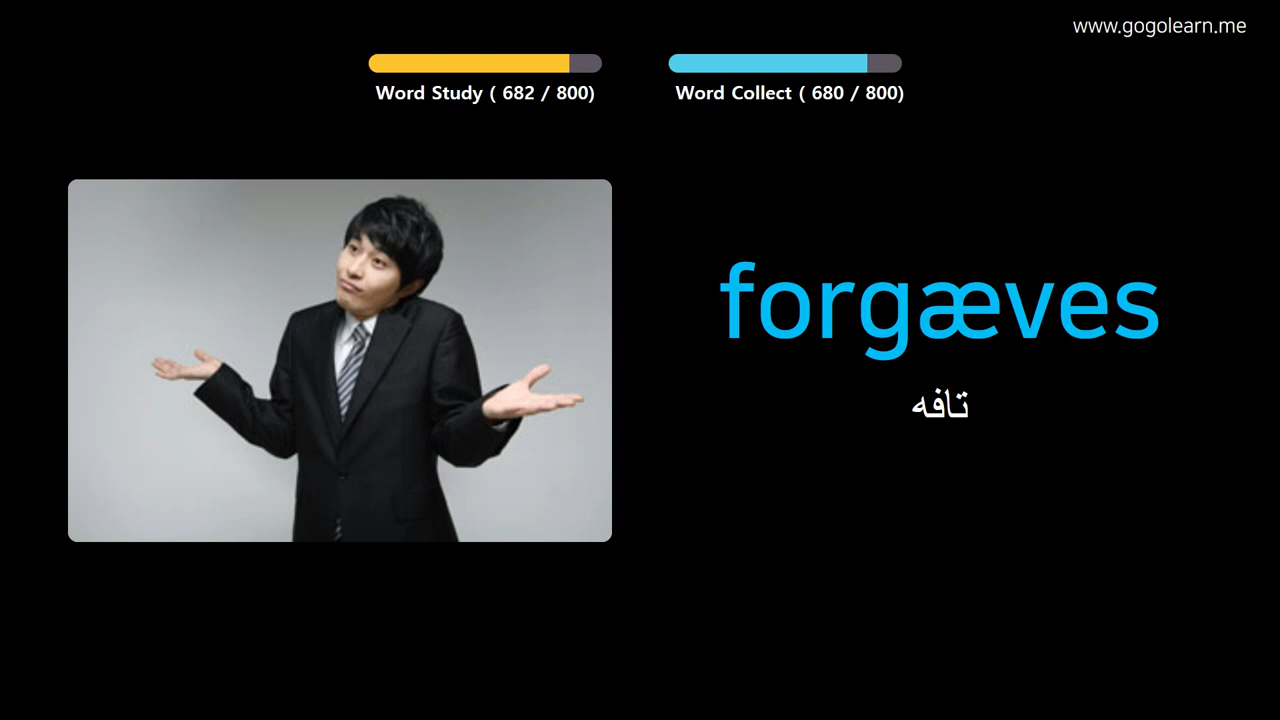 www.gogolearn.me
Word Study ( 682 / 800)
Word Collect ( 680 / 800)
forgæves
تافه